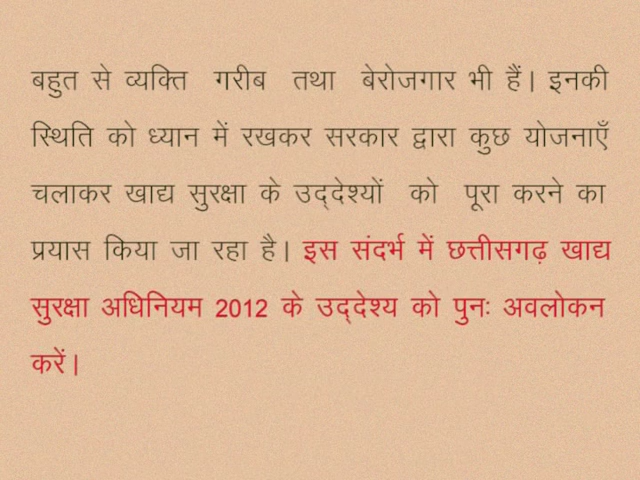 बहुत से व्यक्ति गरीब तथा बेरोजगार भी हैं। इनकी
स्थिति को ध्यान में रखकर सरकार द्वारा कुछ योजनाएँ
चलाकर खाद्य सुरक्षा के उद्देश्यों को पूरा करने का
प्रयास किया जा रहा है। इस संदर्भ में छत्तीसगढ़ खाद्य
सुरक्षा अधिनियम 2012 के उद्देश्य को पुनः अवलोकन
करें।